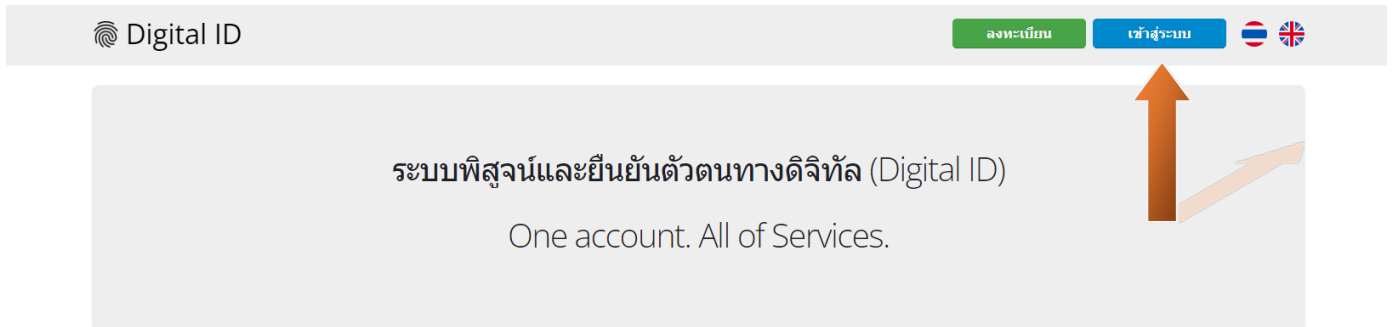 Digital ID
ลงทะเบียน
เข้าสู่ระบบ
ระบบพิสูจน์และยืนยันตัวตนทางดิจิทัล (Digital ID)
One account. All of Services.